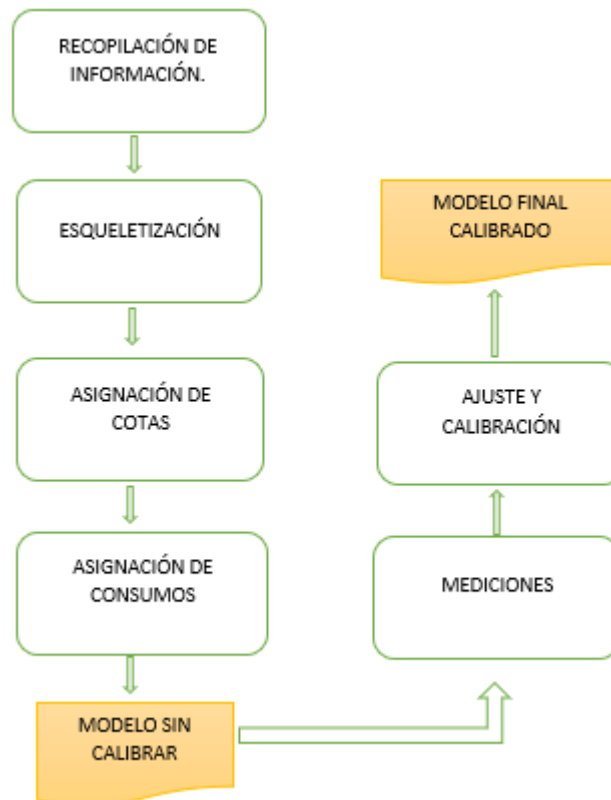 RECOPILACIÓN DE
INFORMACIÓN.
ESQUELETIZACIÓN
ASIGNACIÓN DE
COTAS
ASIGNACIÓN DE
CONSUMOS
MODELO SIN
CALIBRAR
MEDICIONES
AJUSTE Y
CALIBRACIÓN
MODELO FINAL
CALIBRADO